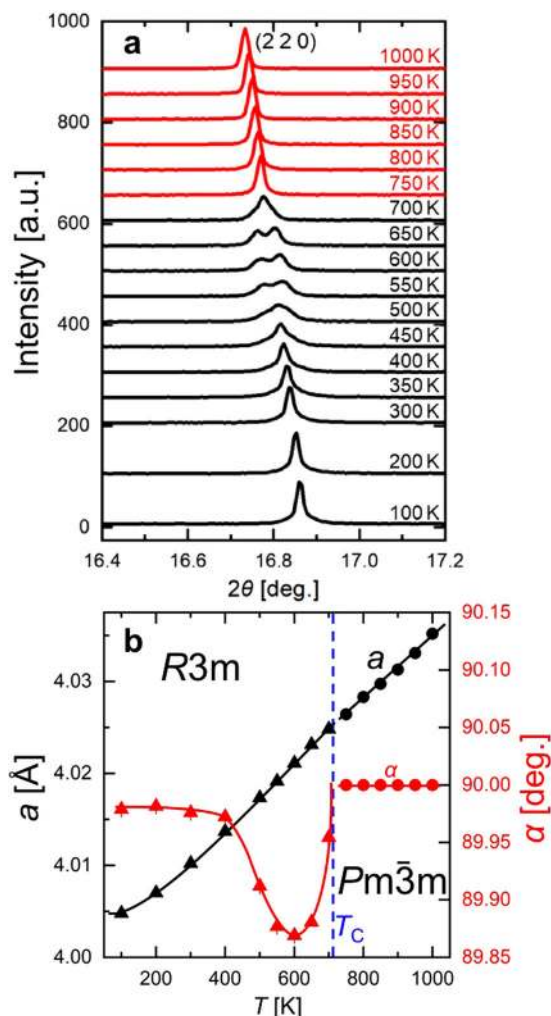 a
(2 2 0)
1000 K
950 K
900 K
850 K
800 K
750 K
700 K
650 K
600 K
550 K
500 K
450 K
400 K
350 K
300 K
200 K
100 K
1000
800
600
400
200
0
Intensity [a.u.]
16.4
16.6
16.8
17.0
17.2
2θ [deg.]
b
R3m
a
α
Pm3̄m
T_C
4.03
4.02
4.01
4.00
a [Å]
90.15
90.10
90.05
90.00
89.95
89.90
89.85
α [deg.]
200
400
600
800
1000
T [K]